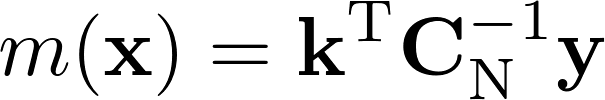 m(𝐱) = 𝐤ᵀ𝐂_N⁻¹𝐲